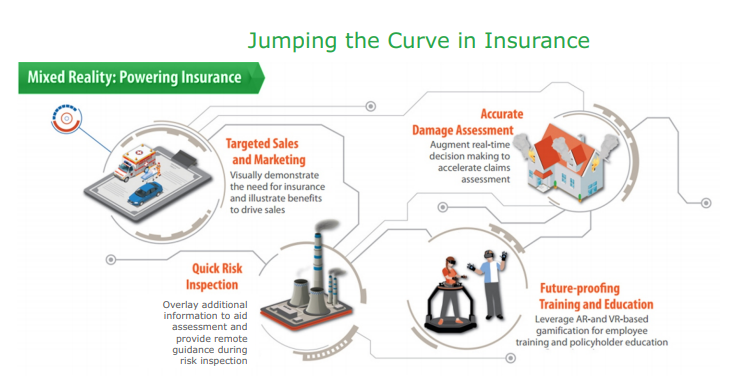 Jumping the Curve in Insurance
Mixed Reality: Powering Insurance
Targeted Sales
and Marketing
Visually demonstrate
the need for insurance
and illustrate benefits
to drive sales
Accurate
Damage Assessment
Augment real-time
decision making to
accelerate claims
assessment
Quick Risk
Inspection
Overlay additional
information to aid
assessment and
provide remote
guidance during
risk inspection
Future-proofing
Training and Education
Leverage AR-and VR-based
gamification for employee
training and policyholder education